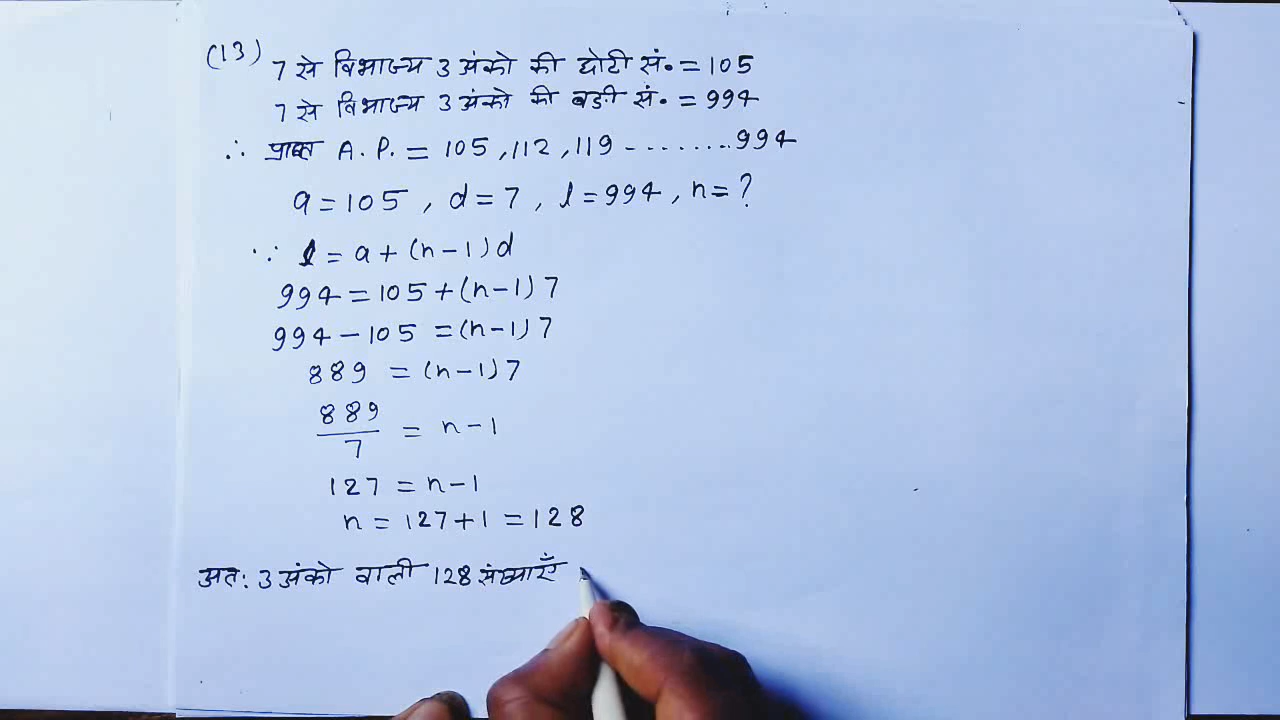 (13) 7 से विभाज्य 3 अंको की छोटी सं॰ = 105
7 से विभाज्य 3 अंको की बड़ी सं॰ = 994
∴ प्राप्त A.P. = 105, 112, 119 - ....... 994
a = 105, d = 7, l = 994, n = ?
∵ l = a + (n - 1) d
994 = 105 + (n - 1) 7
994 - 105 = (n - 1) 7
889 = (n - 1) 7
889/7 = n - 1
127 = n - 1
n = 127 + 1 = 128
अत: 3 अंको वाली 128 संख्याएँ